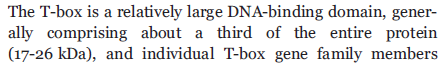 The T-box is a relatively large DNA-binding domain, gener-
ally comprising about a third of the entire protein
(17-26 kDa), and individual T-box gene family members